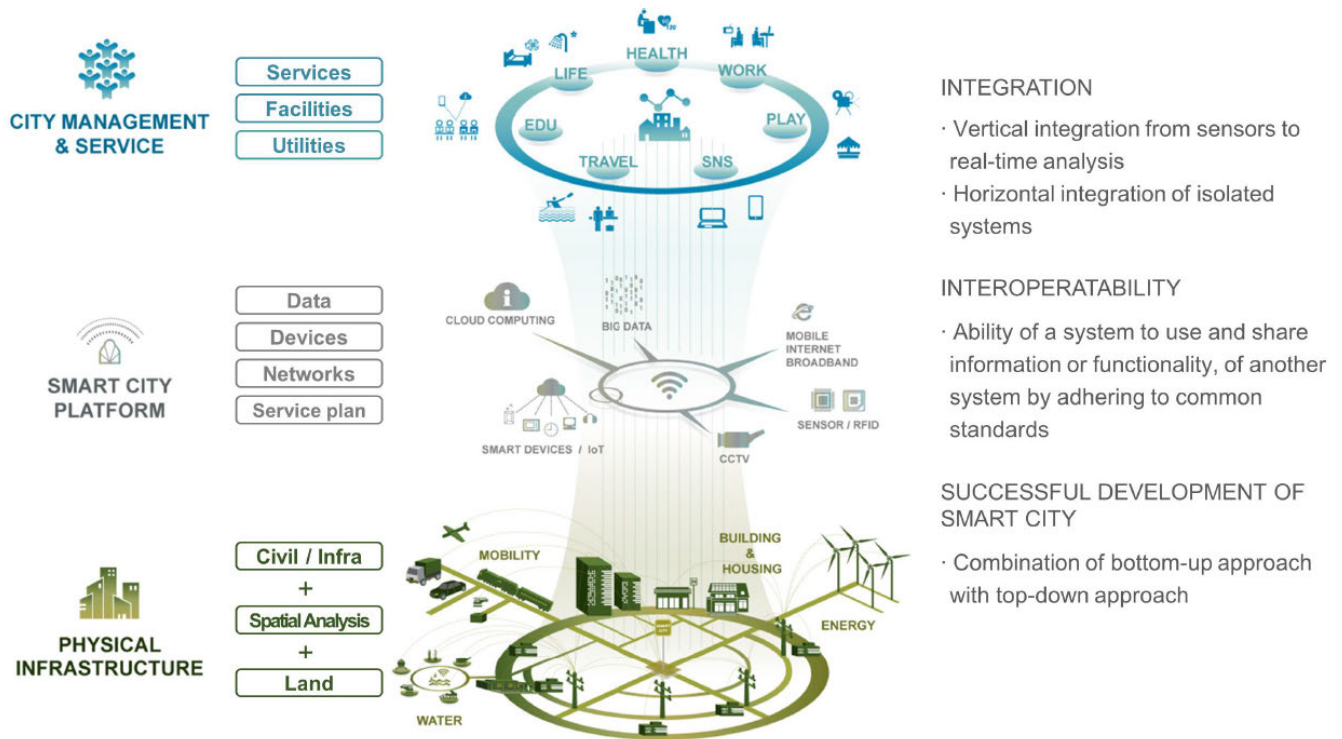 CITY MANAGEMENT
& SERVICE
Services
Facilities
Utilities
HEALTH
LIFE
WORK
EDU
PLAY
TRAVEL
SNS
INTEGRATION
· Vertical integration from sensors to
real-time analysis
· Horizontal integration of isolated
systems
SMART CITY
PLATFORM
Data
Devices
Networks
Service plan
CLOUD COMPUTING
BIG DATA
MOBILE
INTERNET
BROADBAND
SENSOR / RFID
SMART DEVICES / IoT
CCTV
INTEROPERATABILITY
· Ability of a system to use and share
information or functionality, of another
system by adhering to common
standards
PHYSICAL
INFRASTRUCTURE
Civil / Infra
+
Spatial Analysis
+
Land
MOBILITY
BUILDING
&
HOUSING
ENERGY
WATER
SUCCESSFUL DEVELOPMENT OF
SMART CITY
· Combination of bottom-up approach
with top-down approach